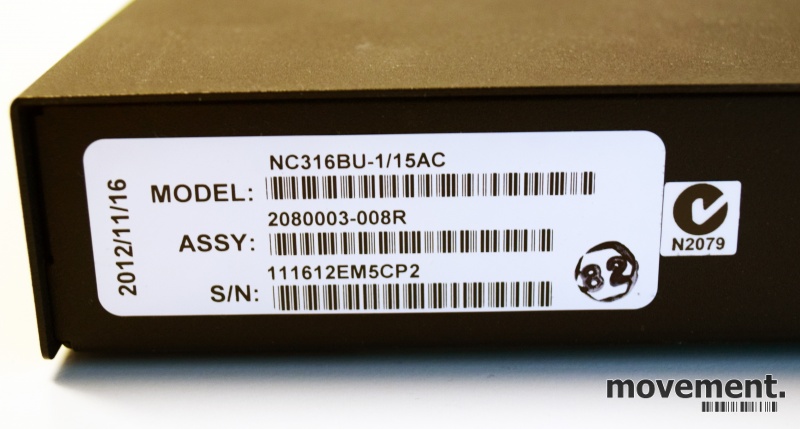 2012/11/16
NC316BU-1/15AC
MODEL:
2080003-008R
ASSY:
111612EM5CP2
S/N:
82
N2079
movement.